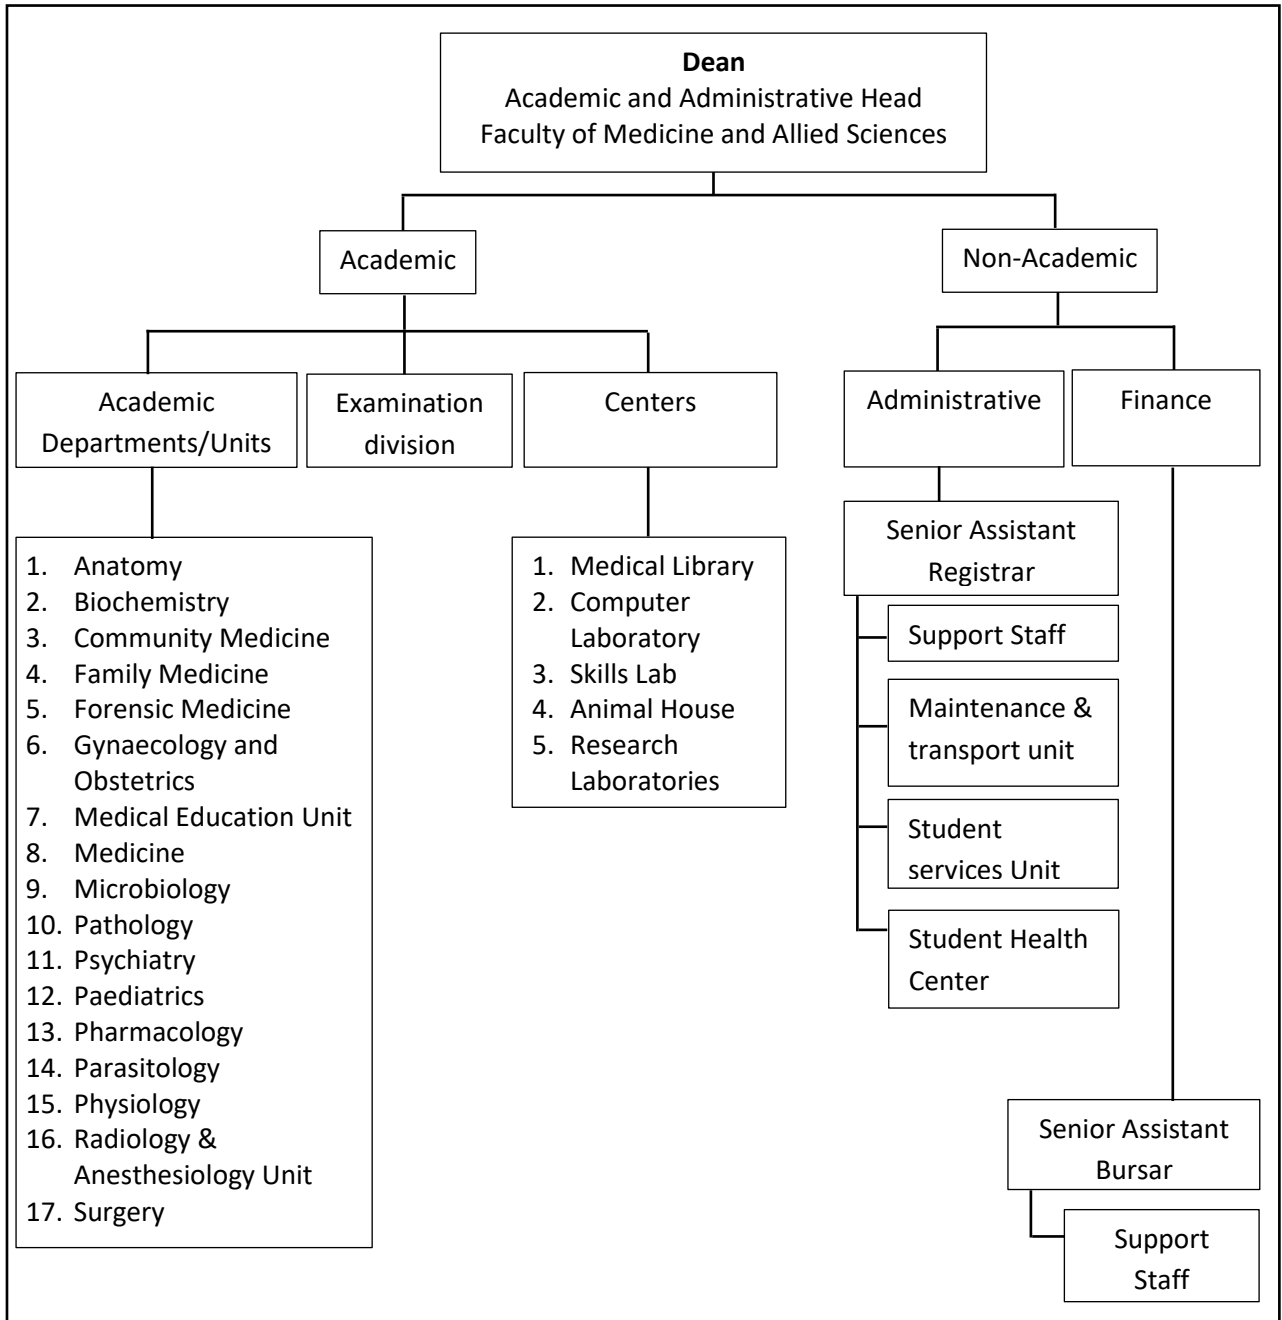 Dean
Academic and Administrative Head
Faculty of Medicine and Allied Sciences
Academic
Non-Academic
Academic
Departments/Units
Examination
division
Centers
Administrative
Finance
1. Anatomy
2. Biochemistry
3. Community Medicine
4. Family Medicine
5. Forensic Medicine
6. Gynaecology and
Obstetrics
7. Medical Education Unit
8. Medicine
9. Microbiology
10. Pathology
11. Psychiatry
12. Paediatrics
13. Pharmacology
14. Parasitology
15. Physiology
16. Radiology &
Anesthesiology Unit
17. Surgery
1. Medical Library
2. Computer
Laboratory
3. Skills Lab
4. Animal House
5. Research
Laboratories
Senior Assistant
Registrar
Support Staff
Maintenance &
transport unit
Student
services Unit
Student Health
Center
Senior Assistant
Bursar
Support
Staff